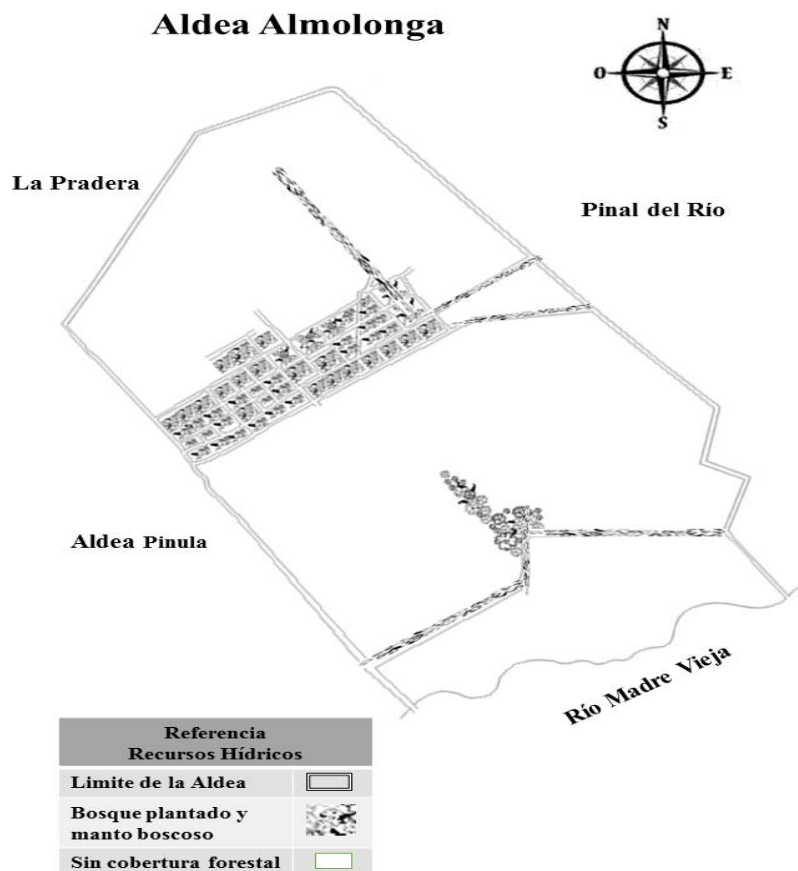 Aldea Almolonga
N
O
E
S
La Pradera
Pinal del Río
Aldea Pinula
Río Madre Vieja
Referencia
Recursos Hídricos
Limite de la Aldea
Bosque plantado y
manto boscoso
Sin cobertura forestal